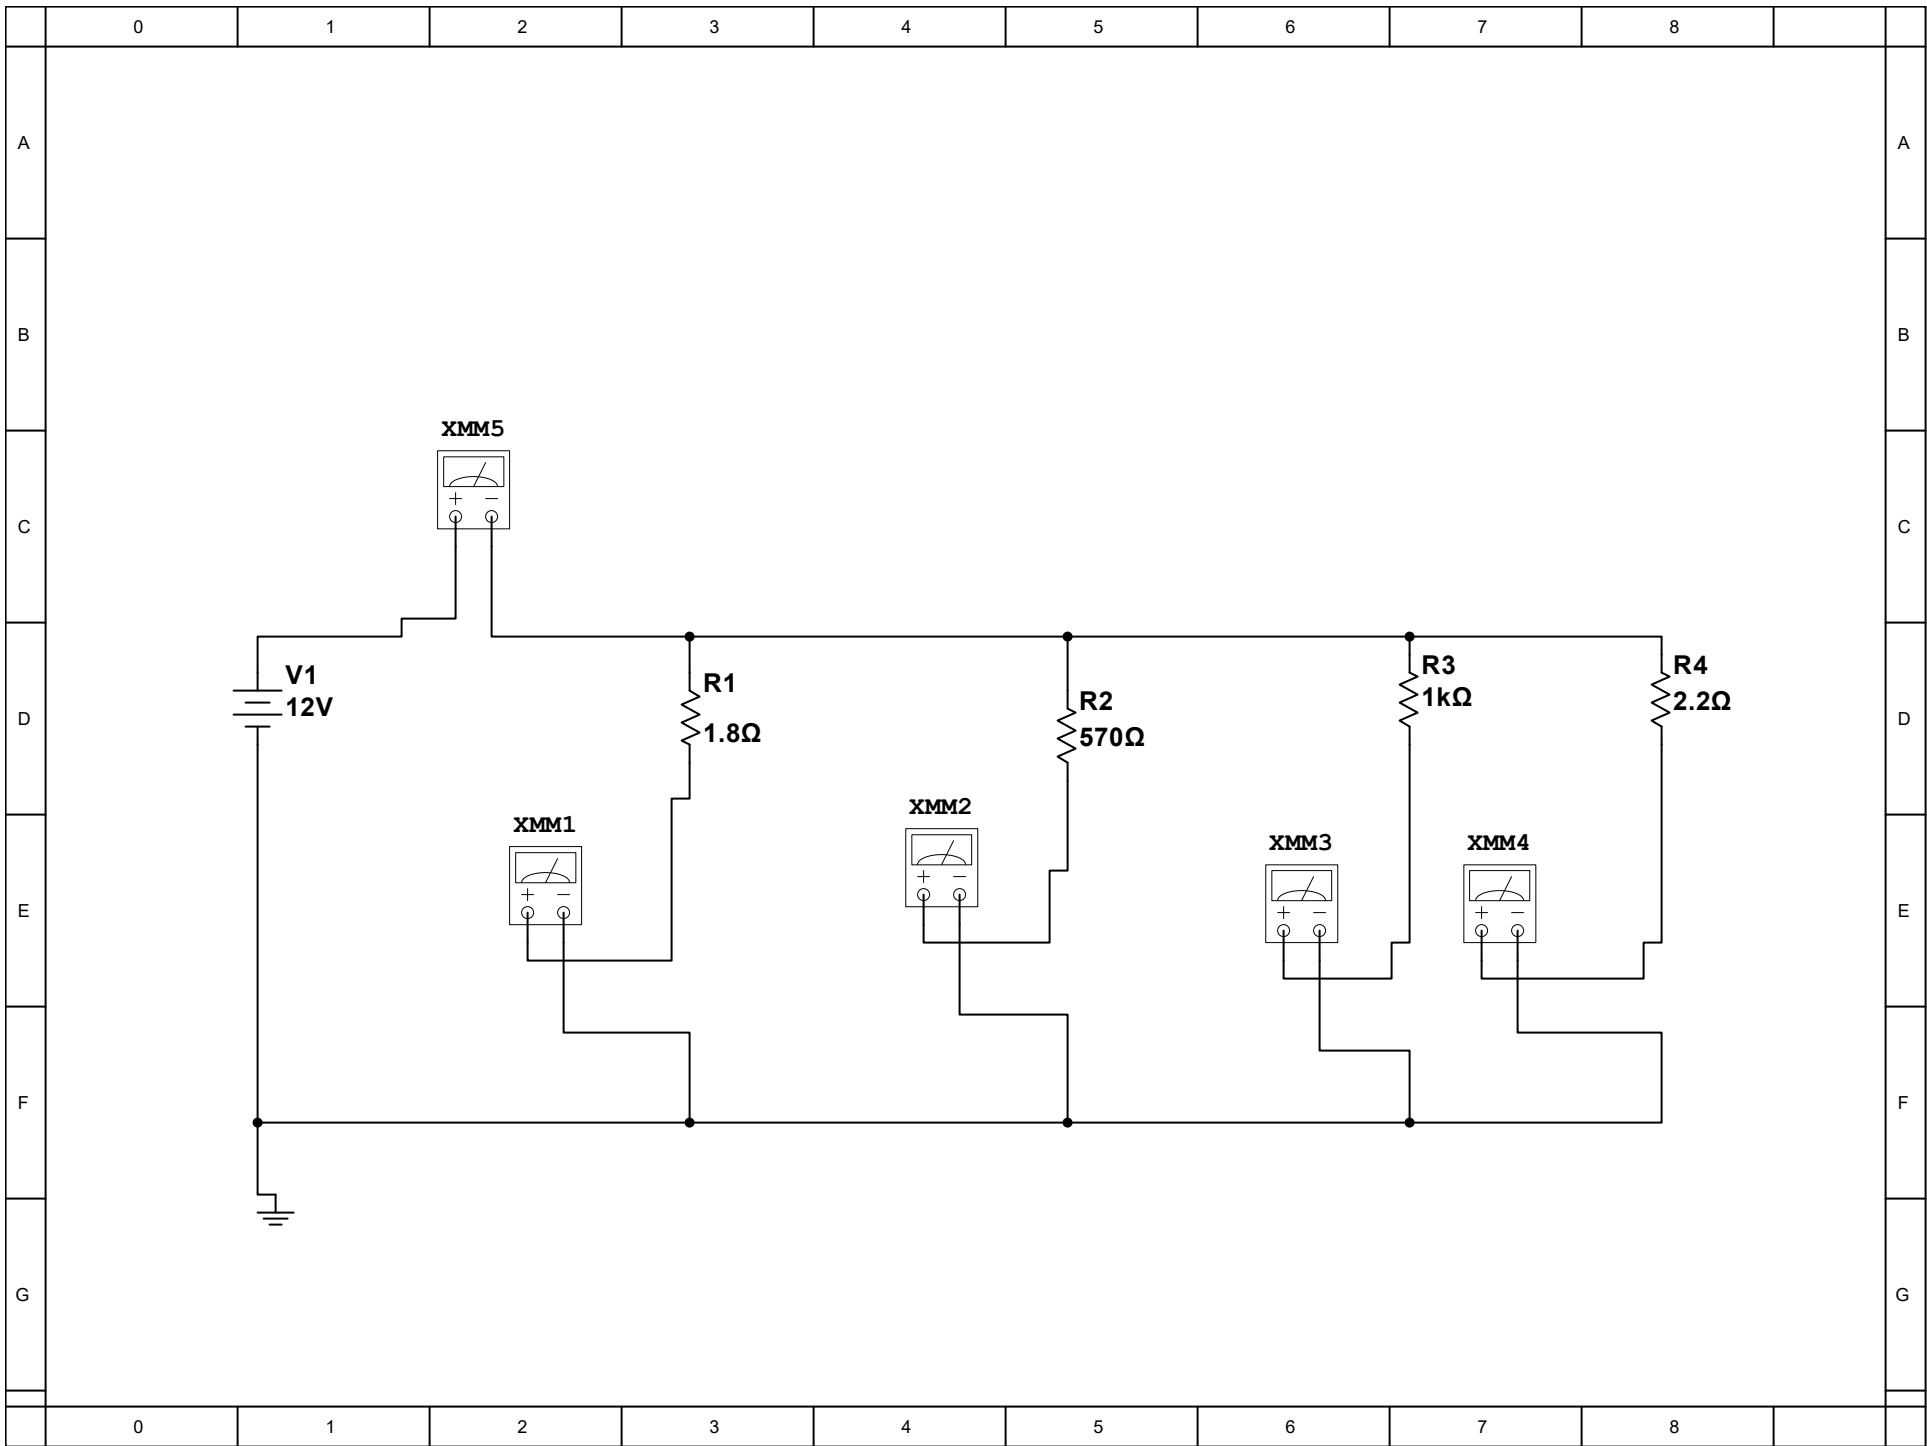 0 1 2 3 4 5 6 7 8
A A
B B
XMM5
+ −
C C
V1
12V
R1
1.8Ω
R2
570Ω
R3
1kΩ
R4
2.2Ω
D D
XMM1
+ −
XMM2
+ −
XMM3
+ −
XMM4
+ −
E E
F F
G G
0 1 2 3 4 5 6 7 8